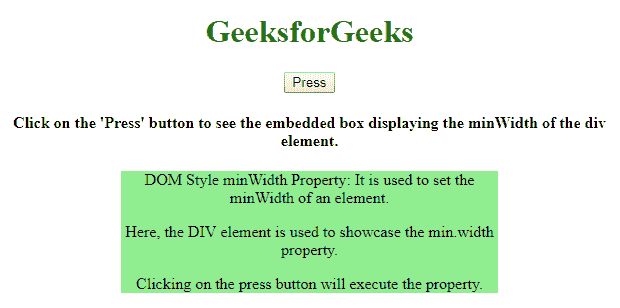 GeeksforGeeks
Press
Click on the 'Press' button to see the embedded box displaying the minWidth of the div
element.
DOM Style minWidth Property: It is used to set the
minWidth of an element.
Here, the DIV element is used to showcase the min.width
property.
Clicking on the press button will execute the property.